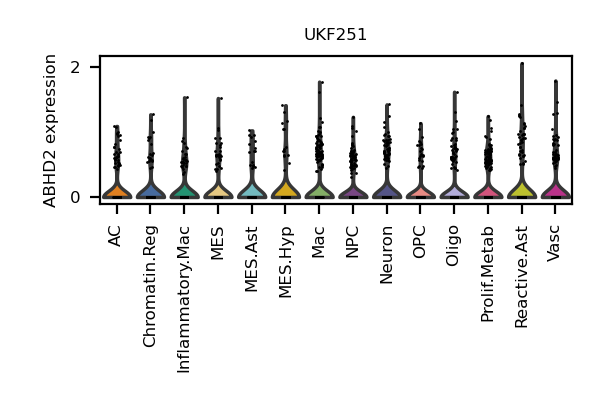 UKF251
ABHD2 expression
2
0
AC
Chromatin.Reg
Inflammatory.Mac
MES
MES.Ast
MES.Hyp
Mac
NPC
Neuron
OPC
Oligo
Prolif.Metab
Reactive.Ast
Vasc